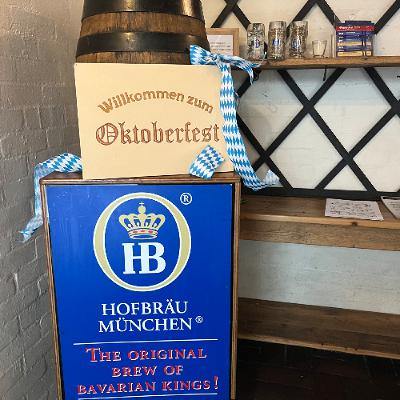 Willkommen zum
Oktoberfest
HB ®
HOFBRÄU
MÜNCHEN®
THE ORIGINAL
BREW OF
BAVARIAN KINGS!